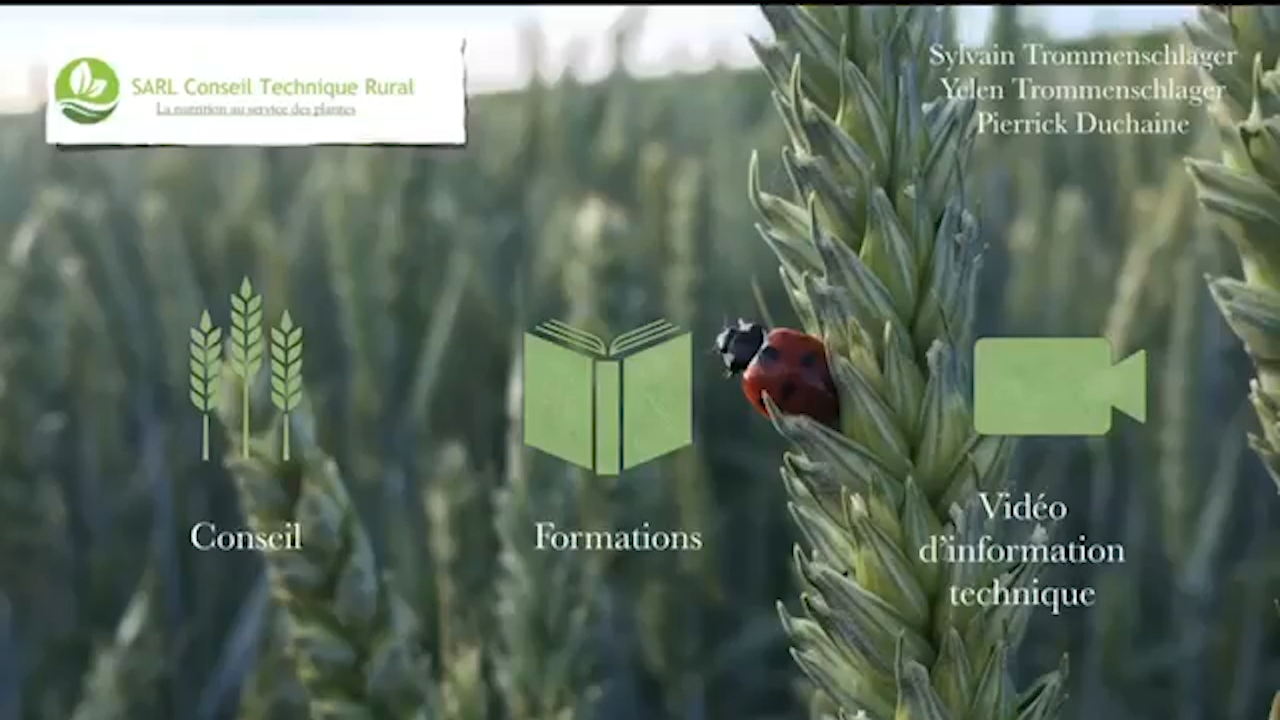 SARL Conseil Technique Rural
La nutrition au service des plantes
Sylvain Trommenschlager
Yelen Trommenschlager
Pierrick Duchaine
Conseil
Formations
Vidéo
d'information
technique